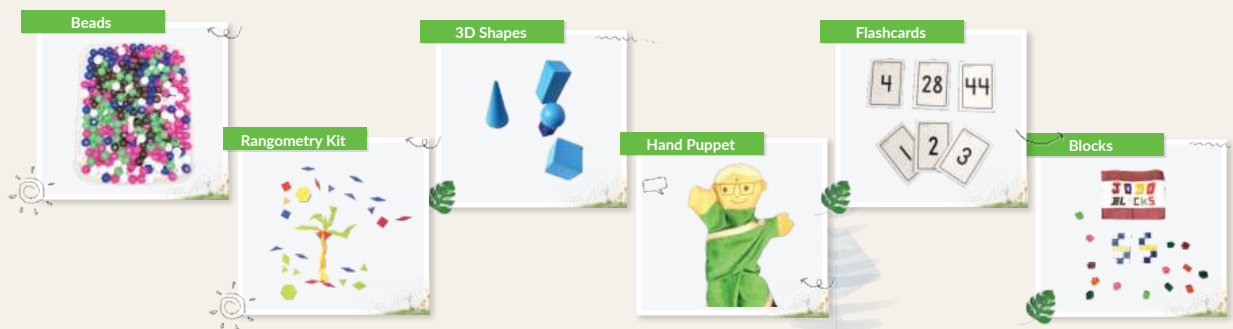 Beads
3D Shapes
Flashcards
4
28
44
1
2
3
Rangometry Kit
Hand Puppet
Blocks
JODO
BLOCKS